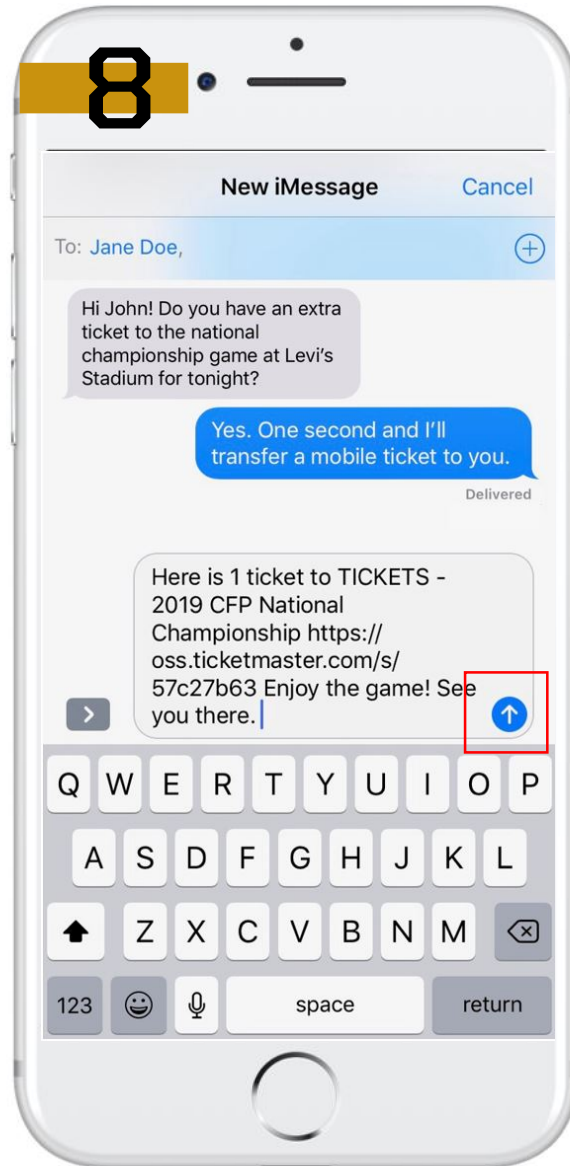 8
New iMessage Cancel
To: Jane Doe,
Hi John! Do you have an extra
ticket to the national
championship game at Levi's
Stadium for tonight?
Yes. One second and I'll
transfer a mobile ticket to you.
Delivered
Here is 1 ticket to TICKETS -
2019 CFP National
Championship https://
oss.ticketmaster.com/s/
57c27b63 Enjoy the game! See
you there.
Q W E R T Y U I O P
A S D F G H J K L
Z X C V B N M
123 space return